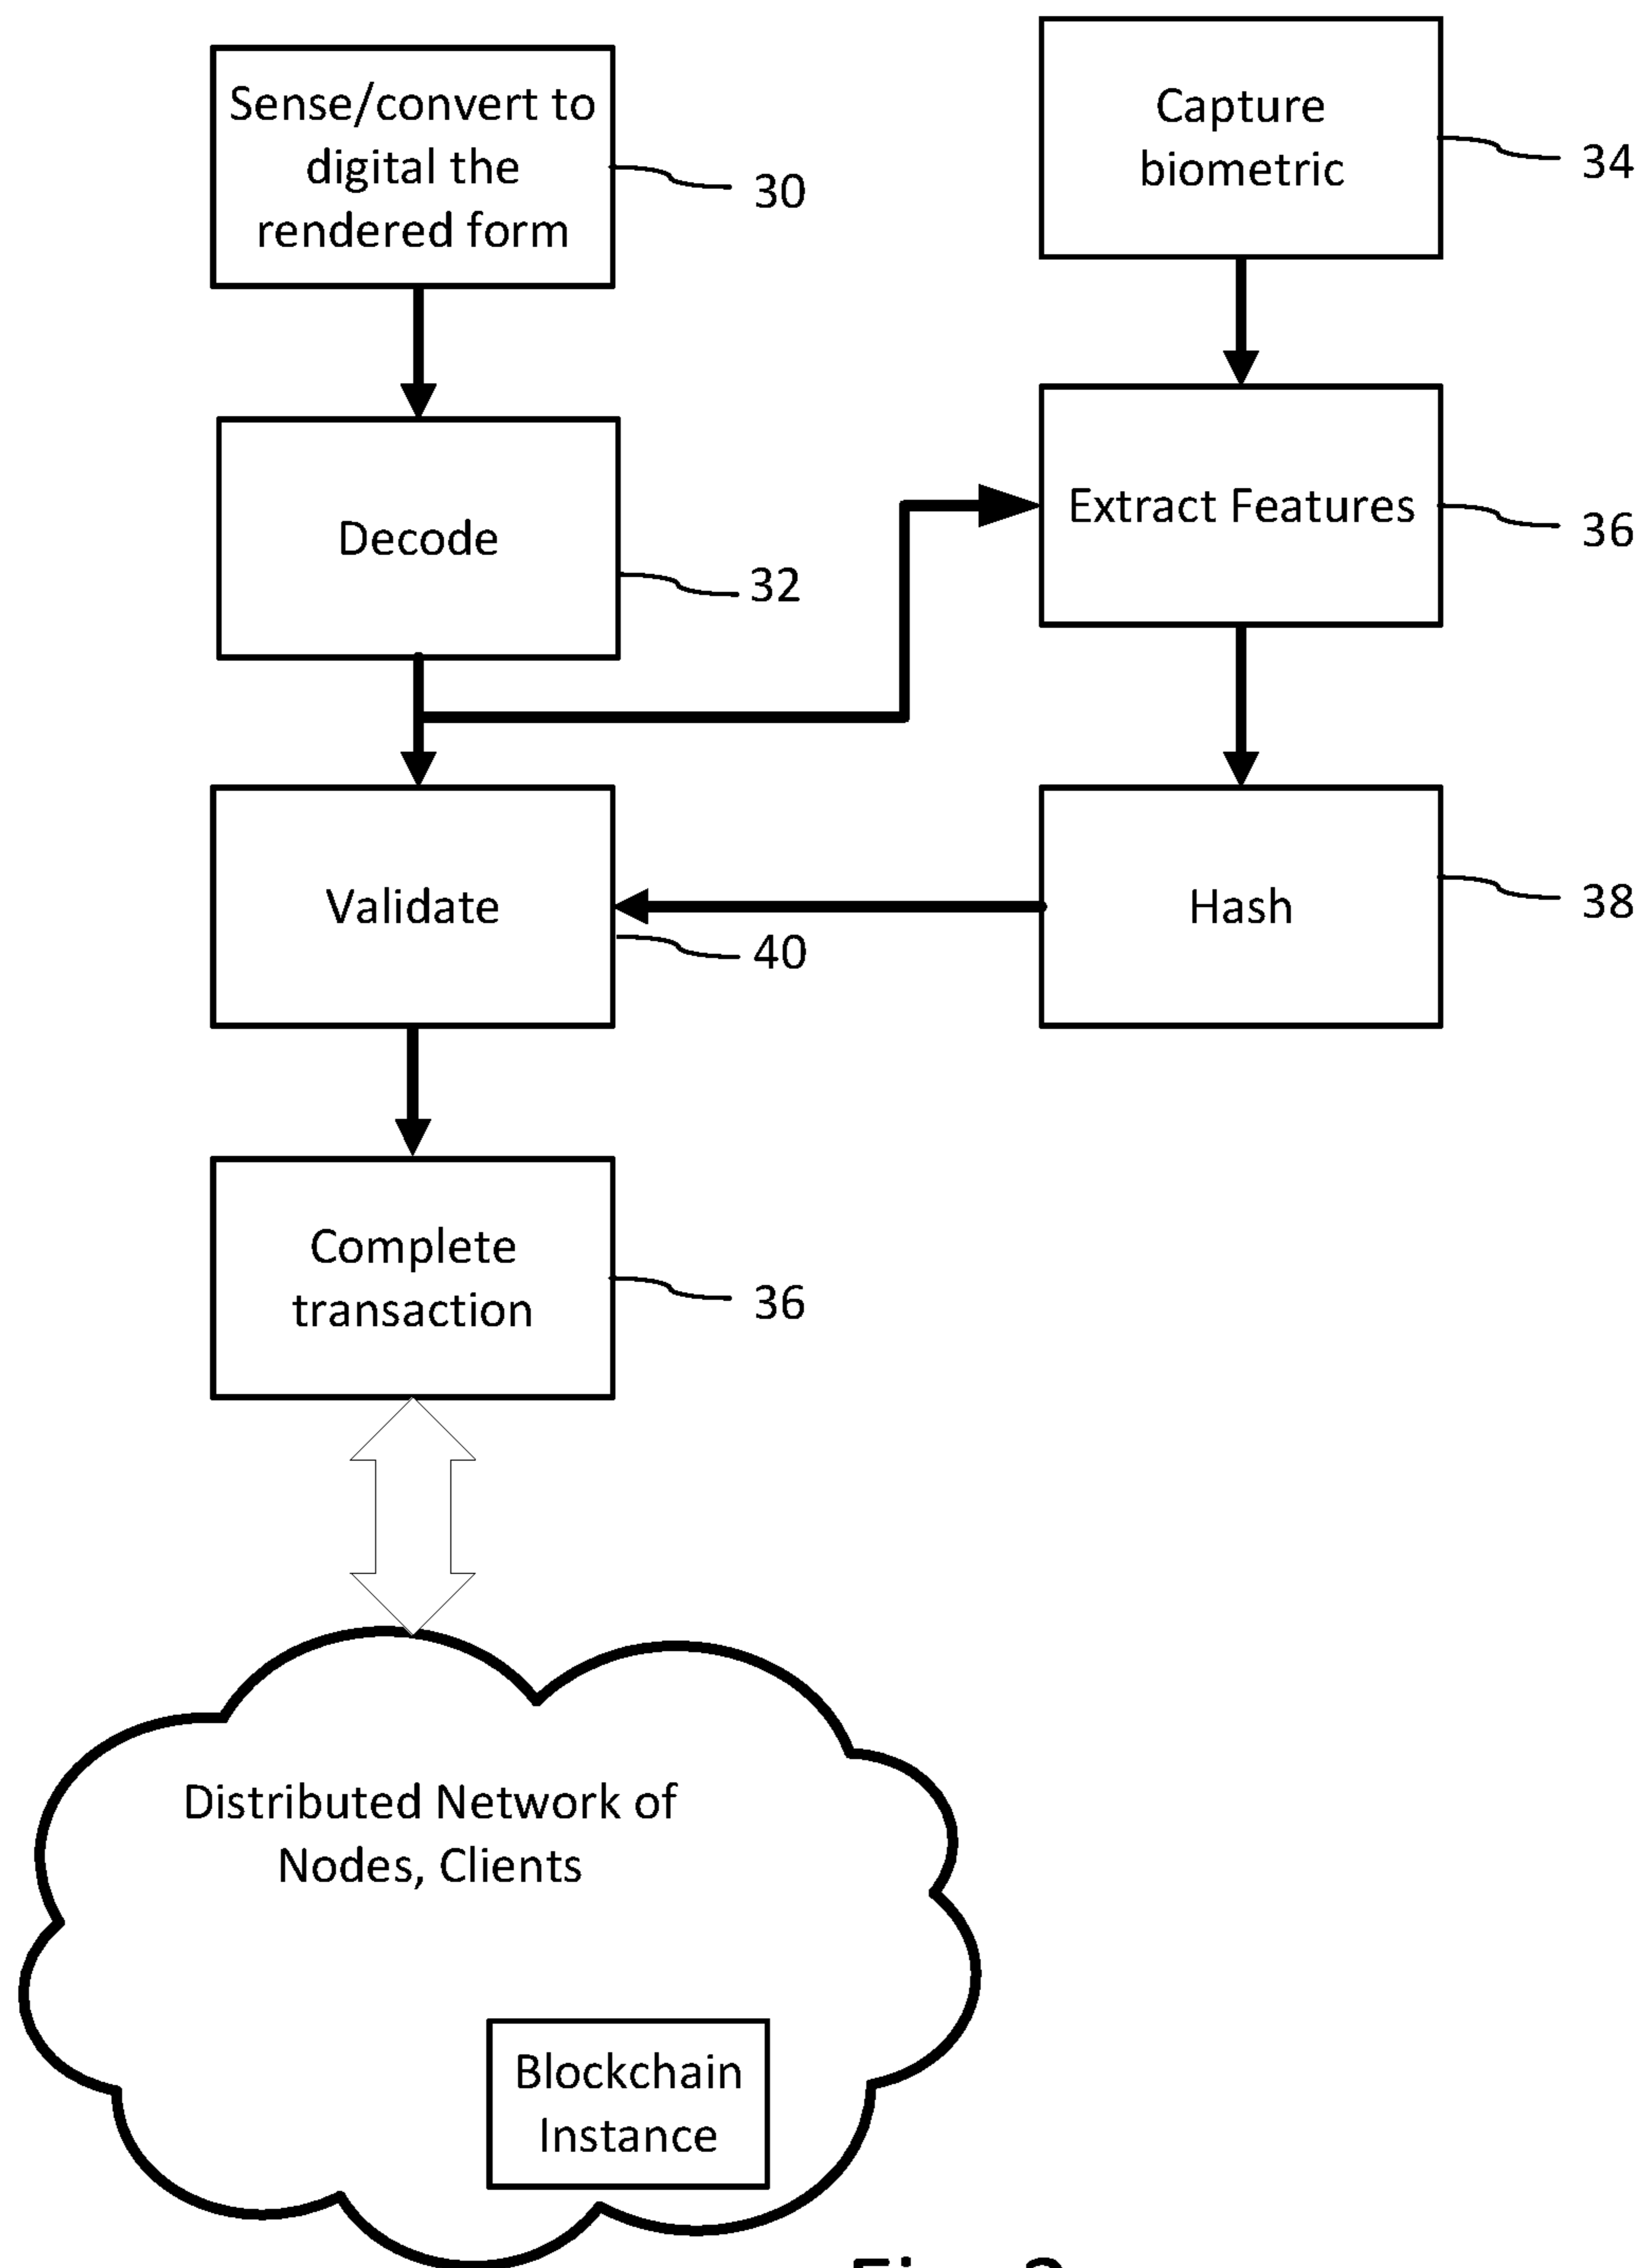 Sense/convert to
digital the
rendered form
30
Capture
biometric
34
Decode
32
Extract Features
36
Validate
40
Hash
38
Complete
transaction
36
Distributed Network of
Nodes, Clients
Blockchain
Instance